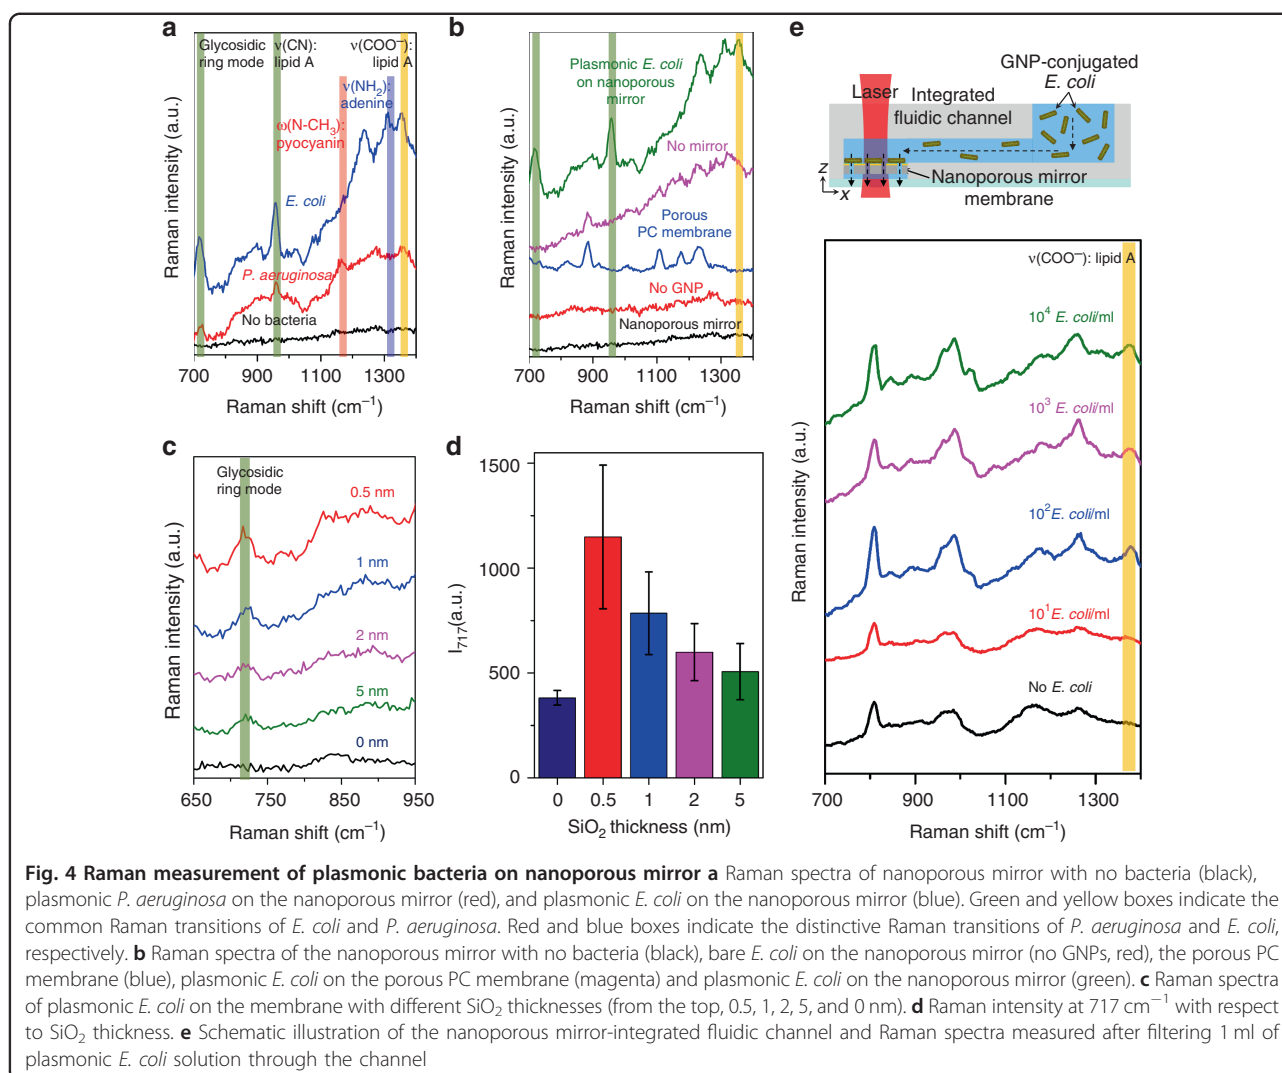 a
Glycosidic ring mode
ν(CN): lipid A
ν(COO⁻): lipid A
ν(NH₂): adenine
ω(N-CH₃): pyocyanin
E. coli
P. aeruginosa
No bacteria
Raman intensity (a.u.)
700 900 1100 1300
Raman shift (cm⁻¹)
b
Plasmonic E. coli on nanoporous mirror
No mirror
Porous PC membrane
No GNP
Nanoporous mirror
Raman intensity (a.u.)
700 900 1100 1300
Raman shift (cm⁻¹)
c
Glycosidic ring mode
0.5 nm
1 nm
2 nm
5 nm
0 nm
Raman intensity (a.u.)
650 750 850 950
Raman shift (cm⁻¹)
d
1500
1000
500
0
I₇₁₇(a.u.)
0 0.5 1 2 5
SiO₂ thickness (nm)
e
GNP-conjugated
E. coli
Laser
Integrated
fluidic channel
Nanoporous mirror
membrane
z
x
ν(COO⁻): lipid A
10⁴ E. coli/ml
10³ E. coli/ml
10² E. coli/ml
10¹ E. coli/ml
No E. coli
Raman intensity (a.u.)
700 900 1100 1300
Raman shift (cm⁻¹)
Fig. 4 Raman measurement of plasmonic bacteria on nanoporous mirror a Raman spectra of nanoporous mirror with no bacteria (black),
plasmonic P. aeruginosa on the nanoporous mirror (red), and plasmonic E. coli on the nanoporous mirror (blue). Green and yellow boxes indicate the
common Raman transitions of E. coli and P. aeruginosa. Red and blue boxes indicate the distinctive Raman transitions of P. aeruginosa and E. coli,
respectively. b Raman spectra of the nanoporous mirror with no bacteria (black), bare E. coli on the nanoporous mirror (no GNPs, red), the porous PC
membrane (blue), plasmonic E. coli on the porous PC membrane (magenta) and plasmonic E. coli on the nanoporous mirror (green). c Raman spectra
of plasmonic E. coli on the membrane with different SiO₂ thicknesses (from the top, 0.5, 1, 2, 5, and 0 nm). d Raman intensity at 717 cm⁻¹ with respect
to SiO₂ thickness. e Schematic illustration of the nanoporous mirror-integrated fluidic channel and Raman spectra measured after filtering 1 ml of
plasmonic E. coli solution through the channel